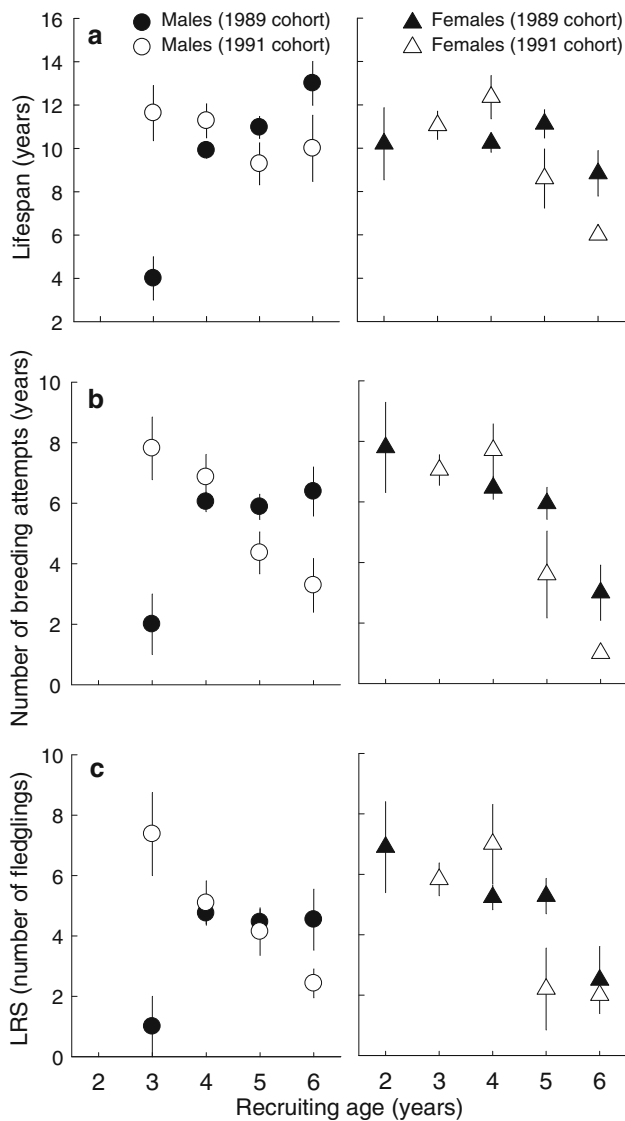 a
Males (1989 cohort)
Males (1991 cohort)
Females (1989 cohort)
Females (1991 cohort)
16
14
12
10
8
6
4
2
Lifespan (years)
b
10
8
6
4
2
0
Number of breeding attempts (years)
c
10
8
6
4
2
0
LRS (number of fledglings)
2 3 4 5 6 2 3 4 5 6
Recruiting age (years)